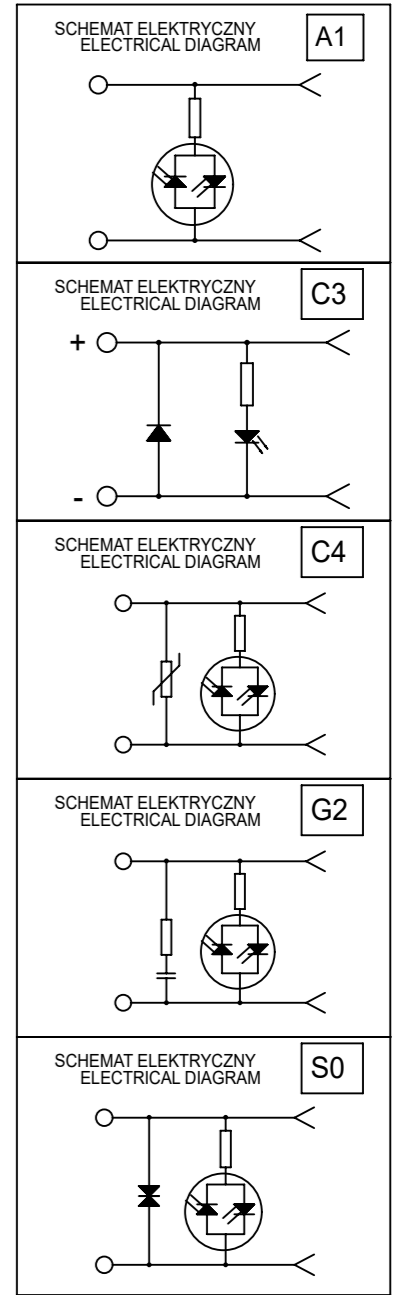 SCHEMAT ELEKTRYCZNY
ELECTRICAL DIAGRAM
A1
SCHEMAT ELEKTRYCZNY
ELECTRICAL DIAGRAM
C3
+
-
SCHEMAT ELEKTRYCZNY
ELECTRICAL DIAGRAM
C4
SCHEMAT ELEKTRYCZNY
ELECTRICAL DIAGRAM
G2
SCHEMAT ELEKTRYCZNY
ELECTRICAL DIAGRAM
S0